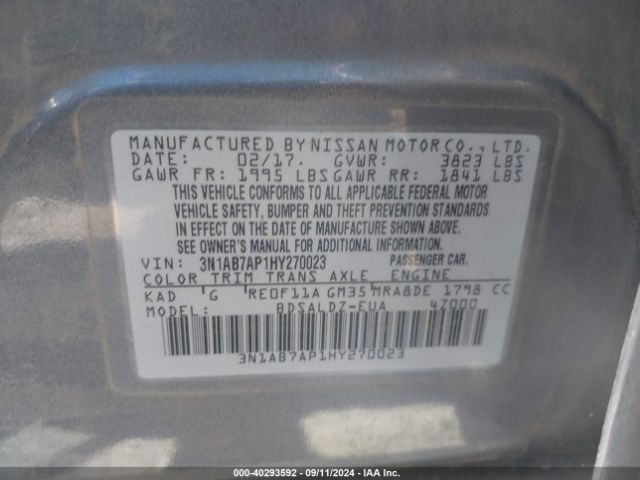 MANUFACTURED BY NISSAN MOTOR CO., LTD.
DATE: 02/17. GVWR: 3823 LBS
GAWR FR: 1995 LBS GAWR RR: 1841 LBS
THIS VEHICLE CONFORMS TO ALL APPLICABLE FEDERAL MOTOR
VEHICLE SAFETY, BUMPER AND THEFT PREVENTION STANDARDS
IN EFFECT ON THE DATE OF MANUFACTURE SHOWN ABOVE.
SEE OWNER'S MANUAL FOR ADDITIONAL INFORMATION.
VIN: 3N1AB7AP1HY270023 PASSENGER CAR.
COLOR TRIM TRANS AXLE ENGINE
KAD G RE0F11A GM35 MRA8DE 1798 CC
MODEL: BDSALDZ-EUA 47000
3N1AB7AP1HY270023
000-40293592 - 09/11/2024 - IAA Inc.